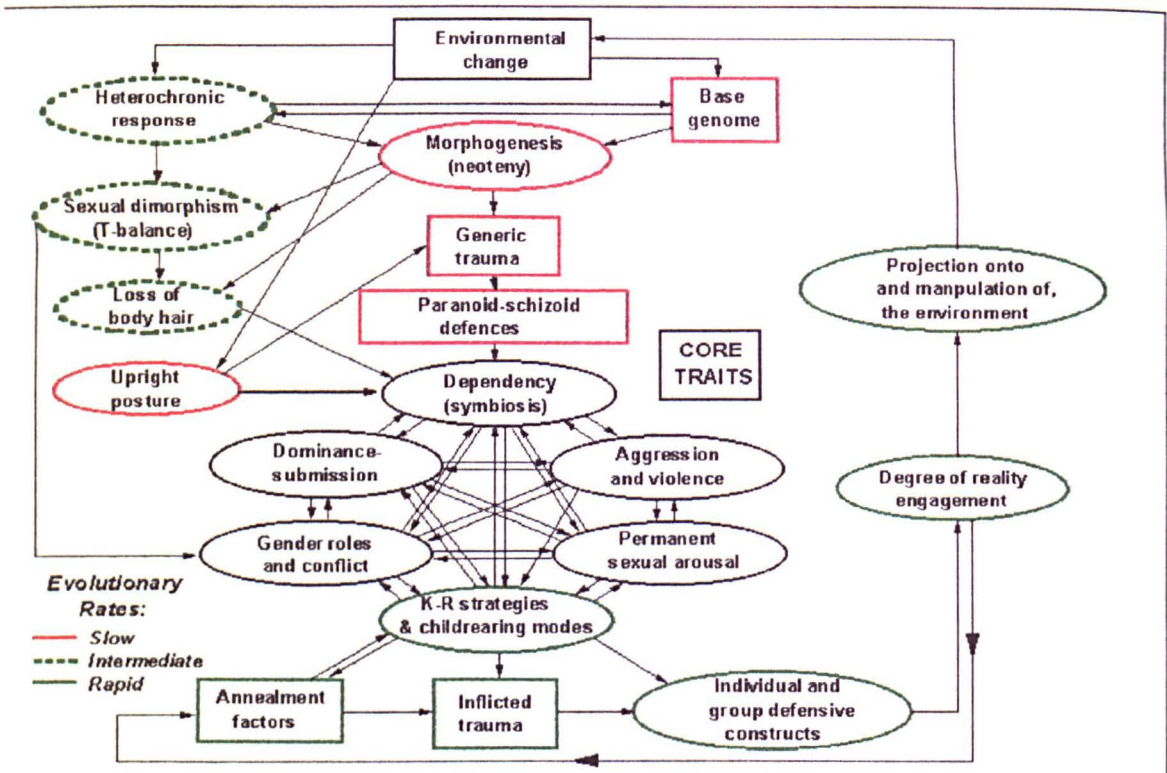 Environmental
change
Heterochronic
response
Base
genome
Morphogenesis
(neoteny)
Sexual dimorphism
(T-balance)
Generic
trauma
Projection onto
and manpulation of,
the environment
Loss of
body hair
Paranoid-schizoid
defences
CORE
TRAITS
Upright
posture
Dependency
(symbiosis)
Dominance-
submission
Aggression
and violence
Degree of reality
engagement
Gender roles
and conflict
Permanent
sexual arousal
Evolutionary
Rates:
Slow
Intermediate
Rapid
K-R strategies
& childrearing modes
Annealment
factors
Inflicted
trauma
Individual and
group defensive
constructs